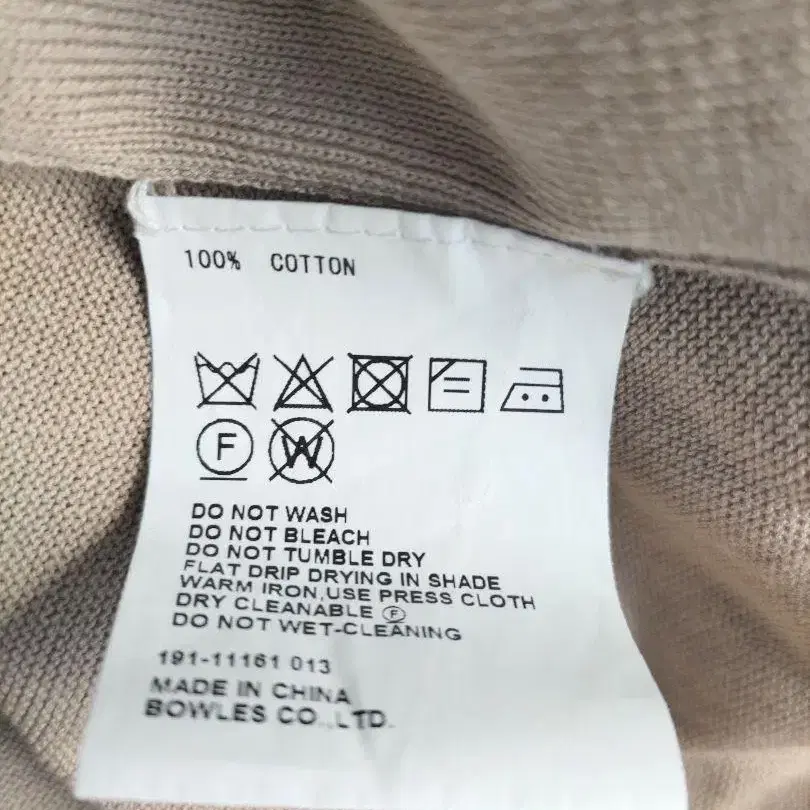 100% COTTON
F W
DO NOT WASH
DO NOT BLEACH
DO NOT TUMBLE DRY
FLAT DRIP DRYING IN SHADE
WARM IRON,USE PRESS CLOTH
DRY CLEANABLE Ⓕ
DO NOT WET-CLEANING
191-11161 013
MADE IN CHINA
BOWLES CO.,LTD.